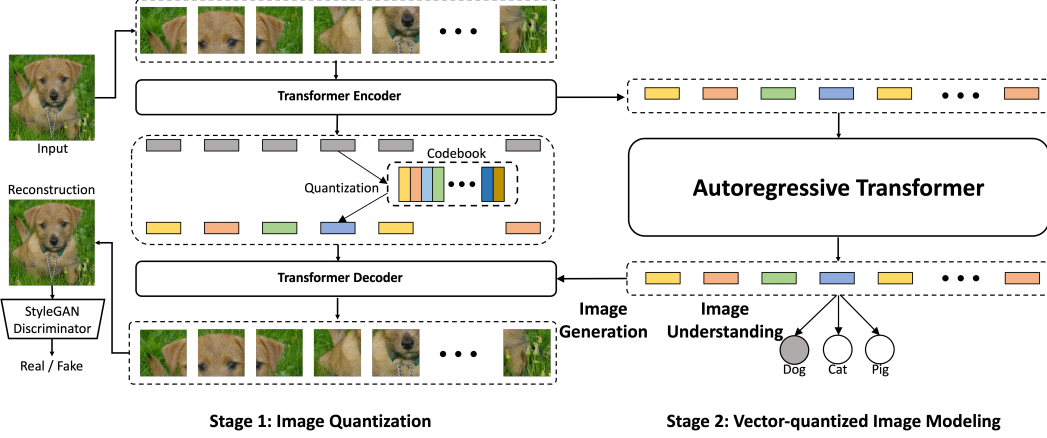 Input
Transformer Encoder
Codebook
Quantization
Reconstruction
Transformer Decoder
StyleGAN
Discriminator
Real / Fake
Stage 1: Image Quantization
Autoregressive Transformer
Image
Generation
Image
Understanding
Dog
Cat
Pig
Stage 2: Vector-quantized Image Modeling